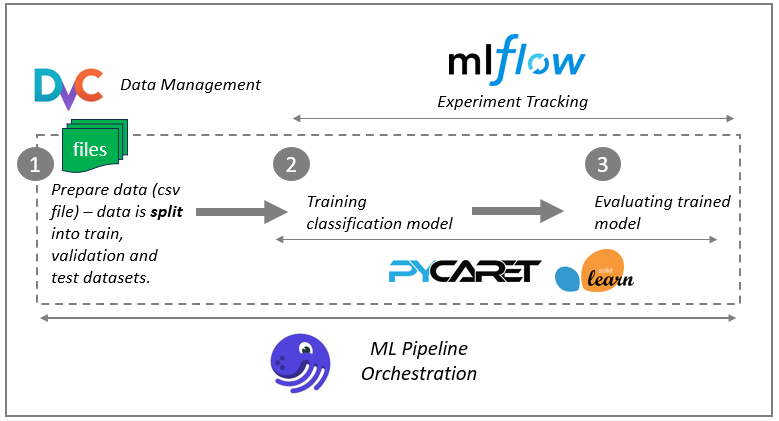 DVC
Data Management
mlflow
Experiment Tracking
files
1
2
3
Prepare data (csv
file) – data is split
into train,
validation and
test datasets.
Training
classification model
Evaluating trained
model
PYCARET
scikit
learn
ML Pipeline
Orchestration